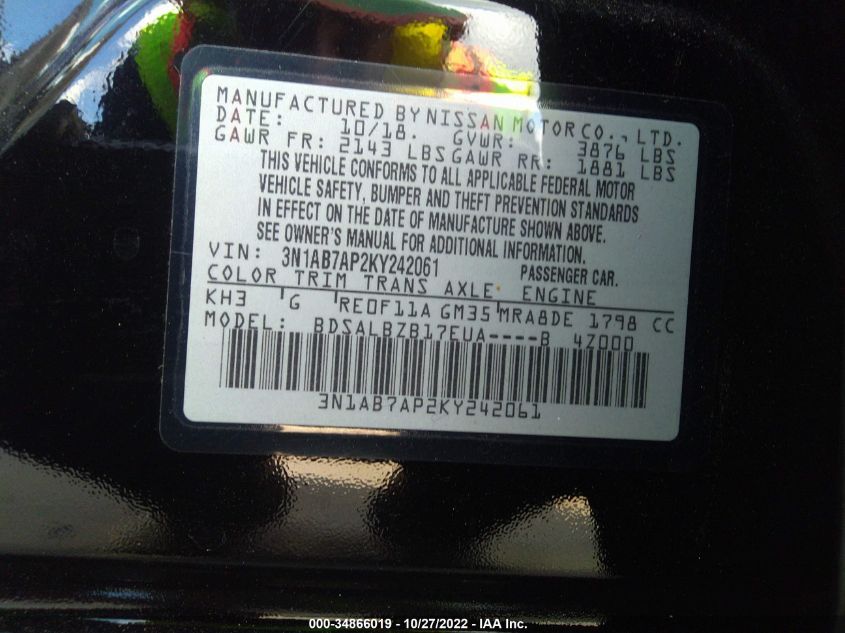 MANUFACTURED BY NISSAN MOTOR CO., LTD.
DATE: 10/18. GVWR: 3876 LBS
GAWR FR: 2143 LBS GAWR RR: 1881 LBS
THIS VEHICLE CONFORMS TO ALL APPLICABLE FEDERAL MOTOR
VEHICLE SAFETY, BUMPER AND THEFT PREVENTION STANDARDS
IN EFFECT ON THE DATE OF MANUFACTURE SHOWN ABOVE.
SEE OWNER'S MANUAL FOR ADDITIONAL INFORMATION.
VIN: 3N1AB7AP2KY242061 PASSENGER CAR.
COLOR TRIM TRANS AXLE ENGINE
KH3 G RE0F11A GM35 MRA8DE 1798 CC
MODEL: BDSALBZB17EUA----B 4Z000
3N1AB7AP2KY242061
000-34866019 - 10/27/2022 - IAA Inc.